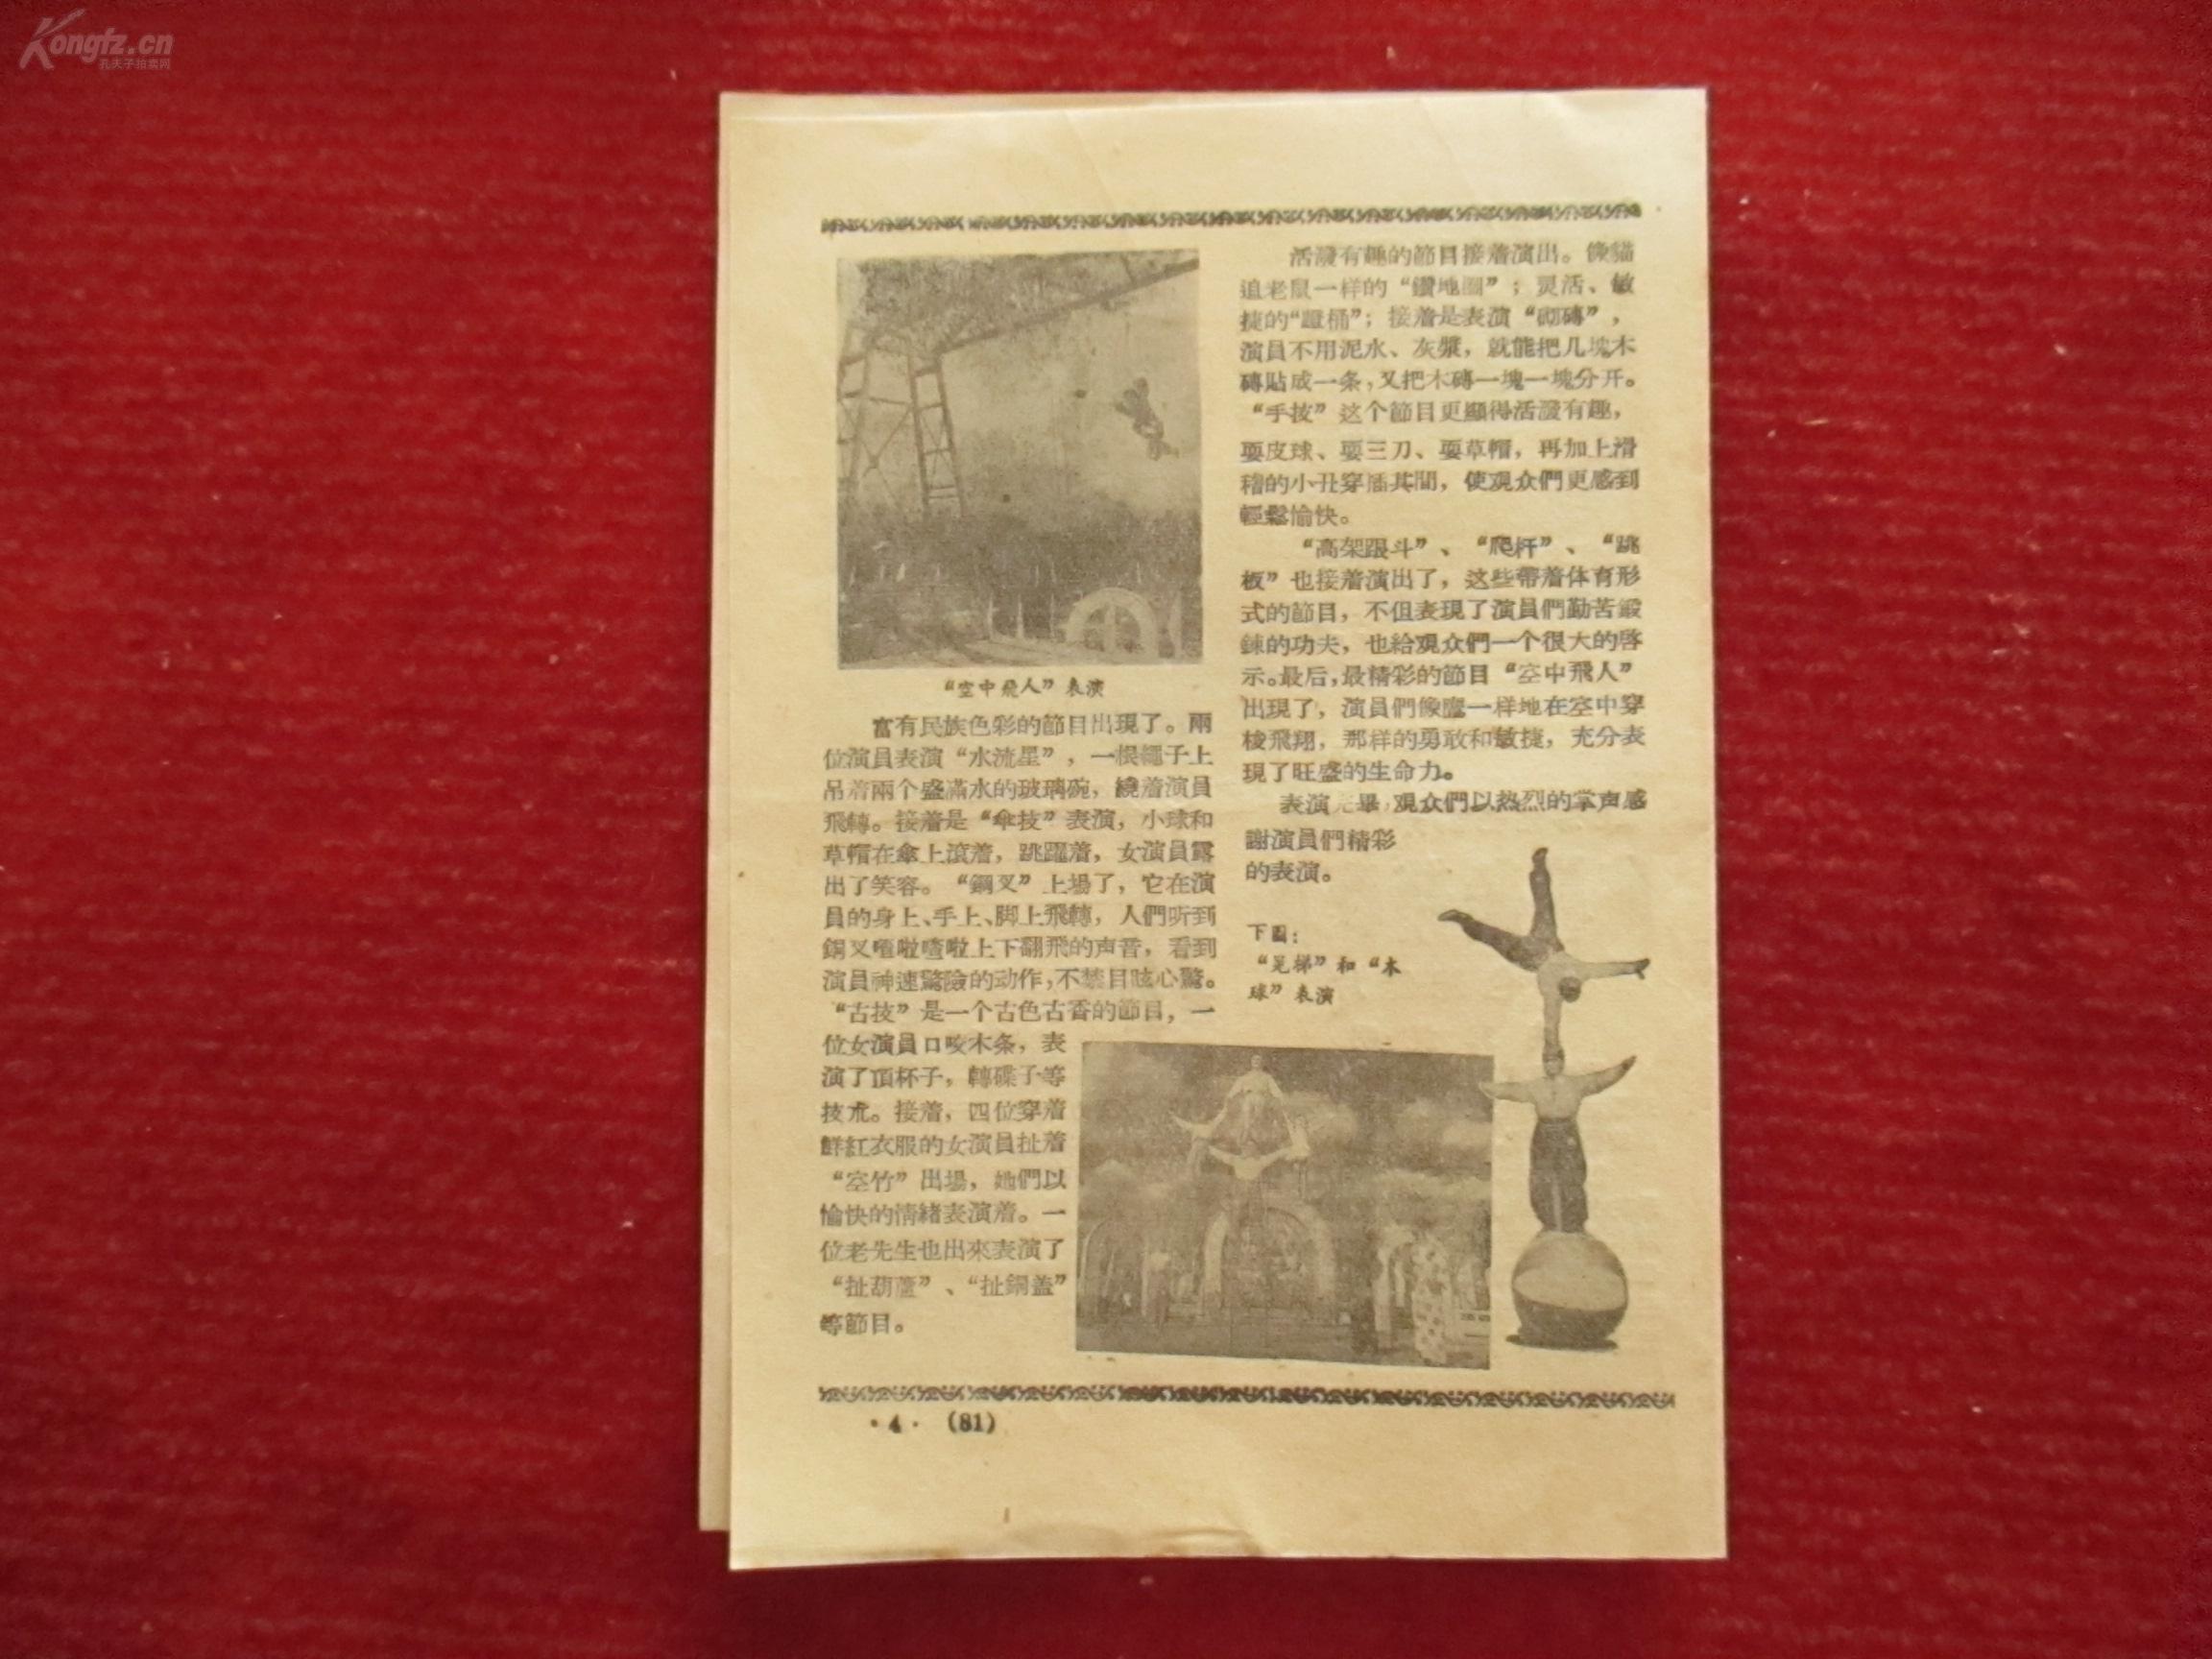 Kongfz.cn
孔夫子拍卖网
“空中飛人”表演
富有民族色彩的節目出現了。兩
位演員表演“水流星”，一根繩子上
吊着兩个盛滿水的玻璃碗，繞着演員
飛轉。接着是“傘技”表演，小球和
草帽在傘上滾着，跳躍着，女演員露
出了笑容。“鋼叉”上場了，它在演
員的身上、手上、脚上飛轉，人們听到
鋼叉喳啦喳啦上下翻飛的声音，看到
演員神速驚險的动作，不禁目眩心驚。
“古技”是一个古色古香的節目，一
位女演員口咬木条，表
演了頂杯子，轉碟子等
技朮。接着，四位穿着
鮮紅衣服的女演員扯着
“空竹”出場，她們以
愉快的情緒表演着。一
位老先生也出來表演了
“扯葫蘆”、“扯鍋盖”
等節目。
活潑有趣的節目接着演出。像貓
追老鼠一样的“鑽地圈”；灵活、敏
捷的“蹬桶”；接着是表演“砌磚”，
演員不用泥水、灰漿，就能把几塊木
磚貼成一条，又把木磚一塊一塊分开。
“手技”这个節目更顯得活潑有趣，
耍皮球、耍三刀、耍草帽，再加上滑
稽的小丑穿插其間，使观众們更感到
輕鬆愉快。
“高架跟斗”、“爬杆”、“跳
板”也接着演出了，这些帶着体育形
式的節目，不但表現了演員們勤苦鍛
鍊的功夫，也給观众們一个很大的啓
示。最后，最精彩的節目“空中飛人”
出現了，演員們像鷹一样地在空中穿
梭飛翔，那样的勇敢和敏捷，充分表
現了旺盛的生命力。
表演完畢，观众們以热烈的掌声感
謝演員們精彩
的表演。
下圖：
“晃梯”和“木
球”表演
·4· (81)